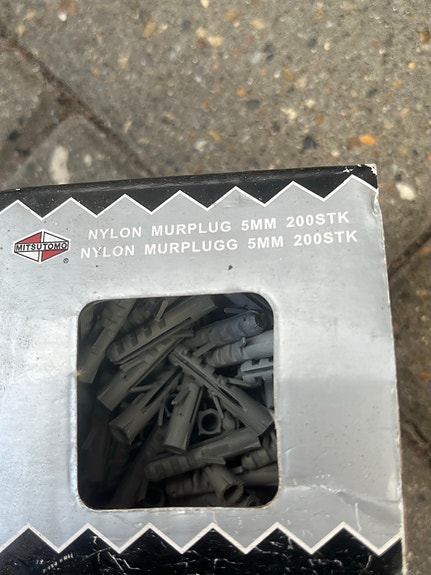 NYLON MURPLUG 5MM 200STK
MITSUTOMO ®
NYLON MURPLUGG 5MM 200STK